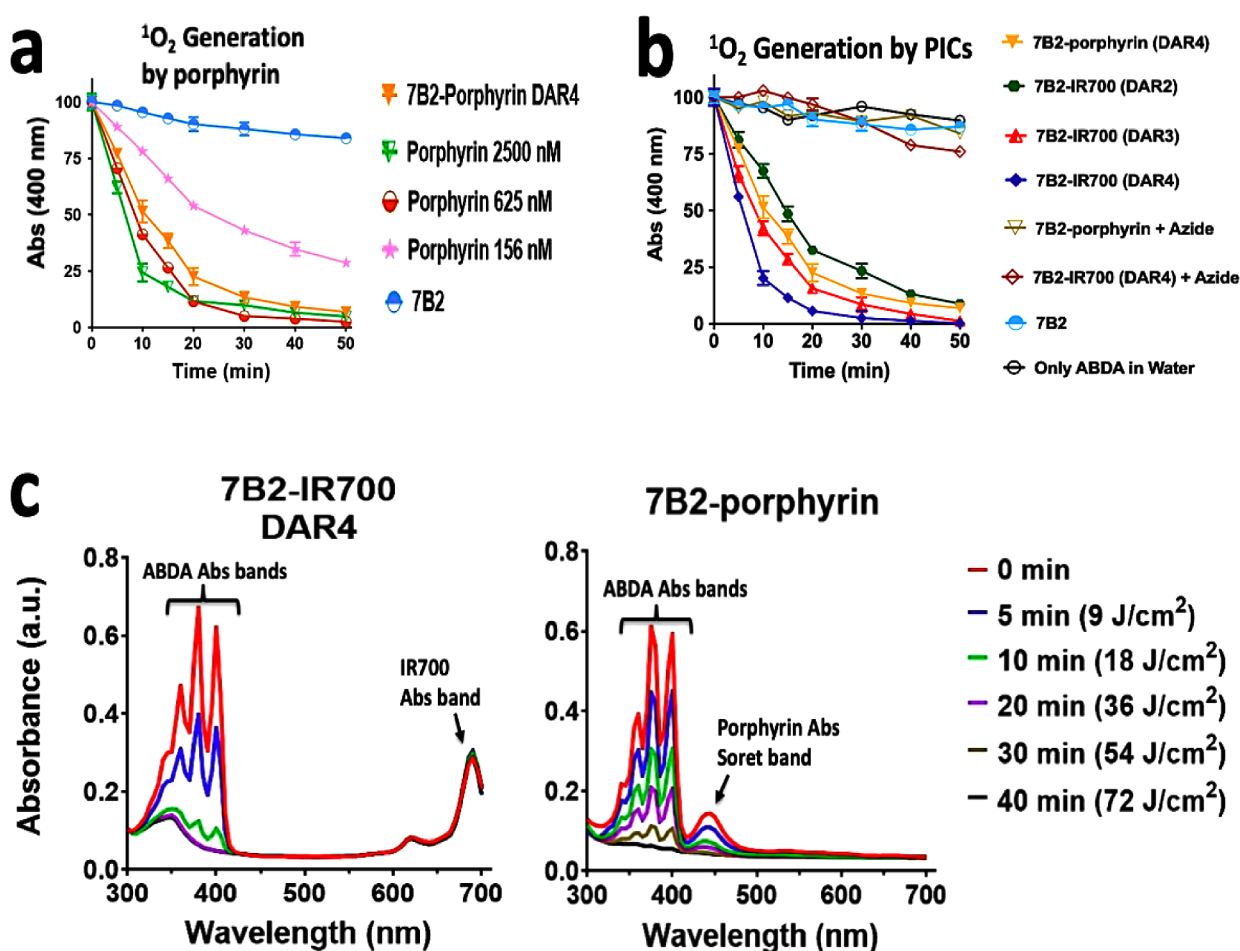 a
¹O₂ Generation
by porphyrin
Abs (400 nm)
100
75
50
25
0
0 10 20 30 40 50
Time (min)
7B2-Porphyrin DAR4
Porphyrin 2500 nM
Porphyrin 625 nM
Porphyrin 156 nM
7B2
b
¹O₂ Generation by PICs
Abs (400 nm)
100
75
50
25
0
0 10 20 30 40 50
Time (min)
7B2-porphyrin (DAR4)
7B2-IR700 (DAR2)
7B2-IR700 (DAR3)
7B2-IR700 (DAR4)
7B2-porphyrin + Azide
7B2-IR700 (DAR4) + Azide
7B2
Only ABDA in Water
c
7B2-IR700
DAR4
Absorbance (a.u.)
0.8
0.6
0.4
0.2
0.0
300 400 500 600 700
Wavelength (nm)
ABDA Abs bands
IR700
Abs band
7B2-porphyrin
0.8
0.6
0.4
0.2
0.0
300 400 500 600 700
Wavelength (nm)
ABDA Abs bands
Porphyrin Abs
Soret band
0 min
5 min (9 J/cm²)
10 min (18 J/cm²)
20 min (36 J/cm²)
30 min (54 J/cm²)
40 min (72 J/cm²)